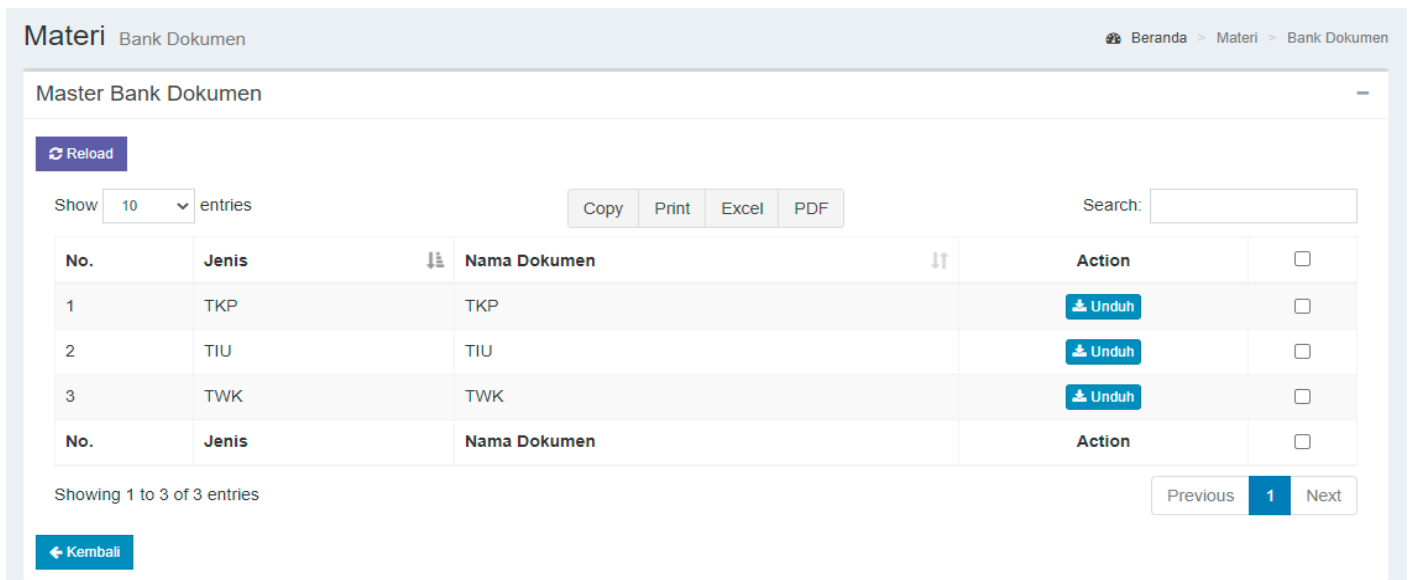 Materi Bank Dokumen
Beranda > Materi > Bank Dokumen
Master Bank Dokumen
Reload
Show 10 entries
Copy Print Excel PDF
Search:
No. Jenis Nama Dokumen Action
1 TKP TKP Unduh
2 TIU TIU Unduh
3 TWK TWK Unduh
No. Jenis Nama Dokumen Action
Showing 1 to 3 of 3 entries
Previous 1 Next
Kembali